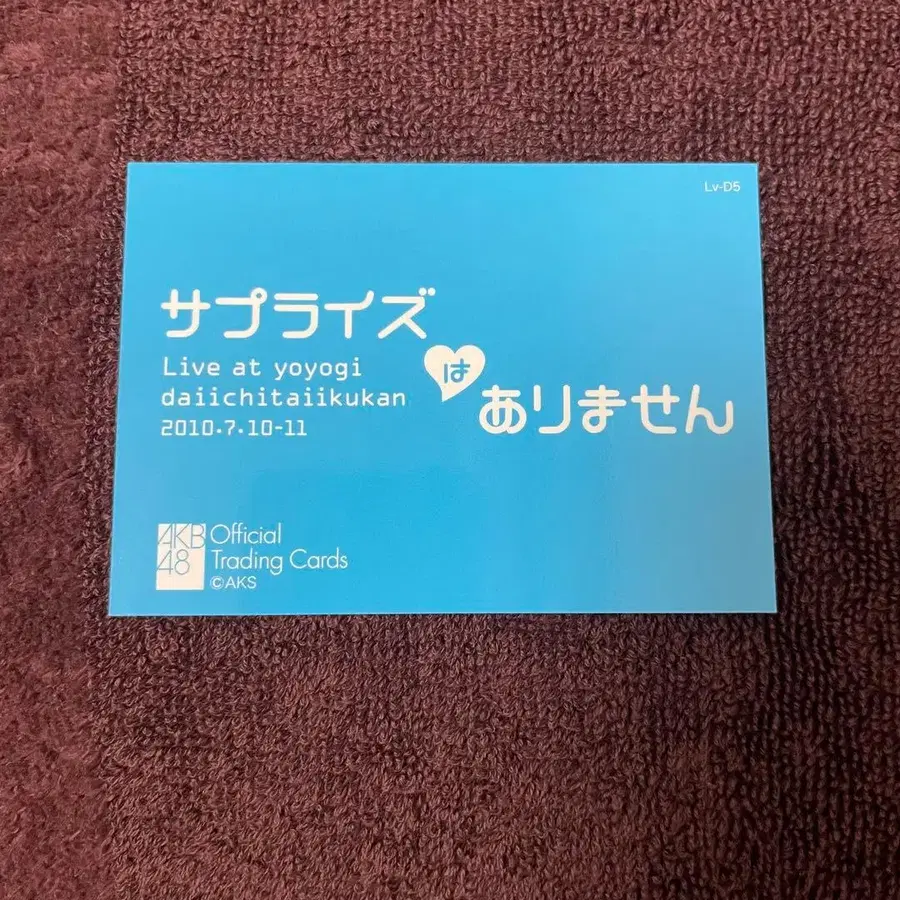 Lv-D5
サプライズ
は
ありません
Live at yoyogi
daiichitaiikukan
2010.7.10-11
AKB
48
Official
Trading Cards
©AKS